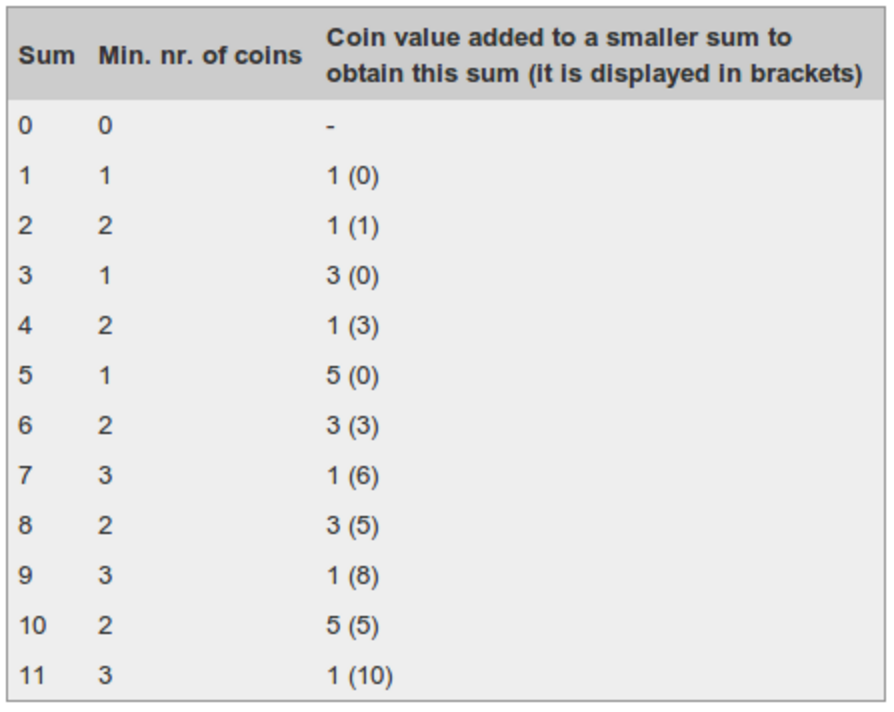 Sum Min. nr. of coins Coin value added to a smaller sum to
obtain this sum (it is displayed in brackets)
0 0 -
1 1 1 (0)
2 2 1 (1)
3 1 3 (0)
4 2 1 (3)
5 1 5 (0)
6 2 3 (3)
7 3 1 (6)
8 2 3 (5)
9 3 1 (8)
10 2 5 (5)
11 3 1 (10)